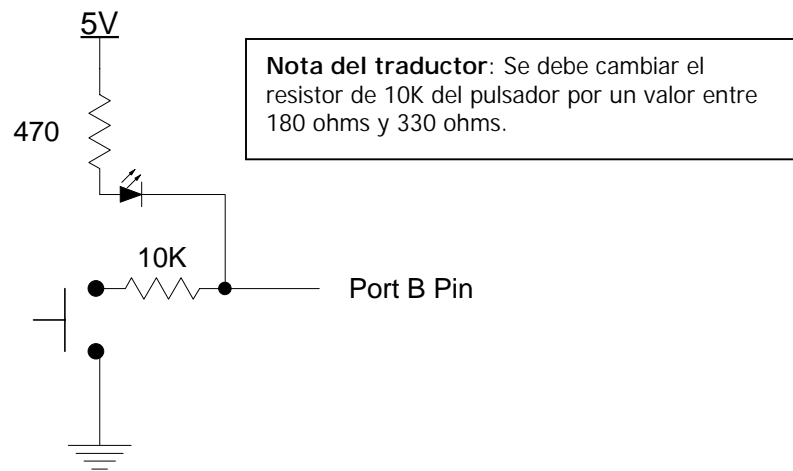 5V
Nota del traductor: Se debe cambiar el
resistor de 10K del pulsador por un valor entre
180 ohms y 330 ohms.
470
10K
Port B Pin